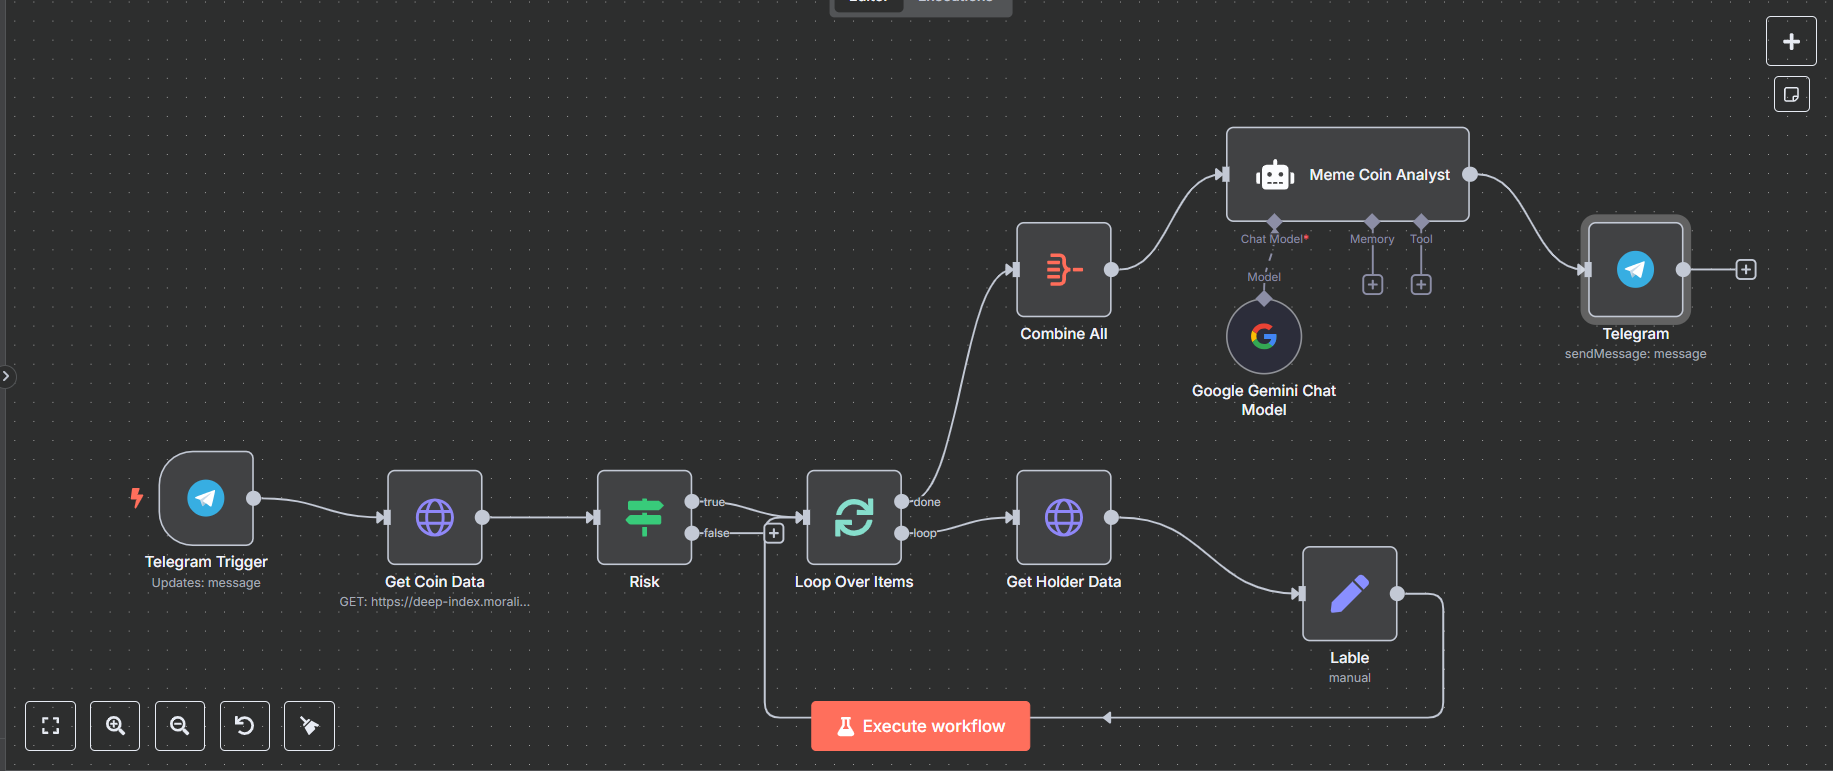 Editor
Executions
Meme Coin Analyst
Chat Model*
Memory
Tool
Model
Combine All
Telegram
sendMessage: message
Google Gemini Chat
Model
true
false
done
loop
Telegram Trigger
Updates: message
Get Coin Data
GET: https://deep-index.morali...
Risk
Loop Over Items
Get Holder Data
Lable
manual
Execute workflow